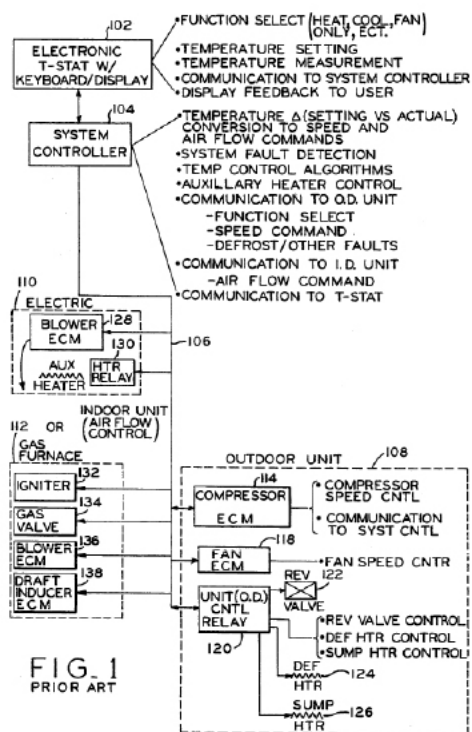 102
ELECTRONIC
T-STAT W/
KEYBOARD/DISPLAY
•FUNCTION SELECT (HEAT, COOL, FAN
ONLY, ECT.)
•TEMPERATURE SETTING
•TEMPERATURE MEASUREMENT
•COMMUNICATION TO SYSTEM CONTROLLER
•DISPLAY FEEDBACK TO USER
104
SYSTEM
CONTROLLER
•TEMPERATURE Δ (SETTING VS ACTUAL)
CONVERSION TO SPEED AND
AIR FLOW COMMANDS
•SYSTEM FAULT DETECTION
•TEMP CONTROL ALGORITHMS
•AUXILLARY HEATER CONTROL
•COMMUNICATION TO O.D. UNIT
-FUNCTION SELECT
-SPEED COMMAND
-DEFROST/OTHER FAULTS
•COMMUNICATION TO I.D. UNIT
-AIR FLOW COMMAND
•COMMUNICATION TO T-STAT
110
ELECTRIC
BLOWER
ECM
128
130
106
AUX
HEATER
HTR
RELAY
INDOOR UNIT
(AIR FLOW
CONTROL)
112 OR
GAS
FURNACE
IGNITER
132
GAS
VALVE
134
BLOWER
ECM
136
DRAFT
INDUCER
ECM
138
OUTDOOR UNIT
108
114
COMPRESSOR
ECM
• COMPRESSOR
SPEED CNTL
• COMMUNICATION
TO SYST CNTL
118
FAN
ECM
•FAN SPEED CNTR
UNIT (O.D.)
CNTL
RELAY
120
REV
VALVE
122
•REV VALVE CONTROL
•DEF HTR CONTROL
•SUMP HTR CONTROL
DEF
HTR
124
SUMP
HTR
126
FIG_1
PRIOR ART